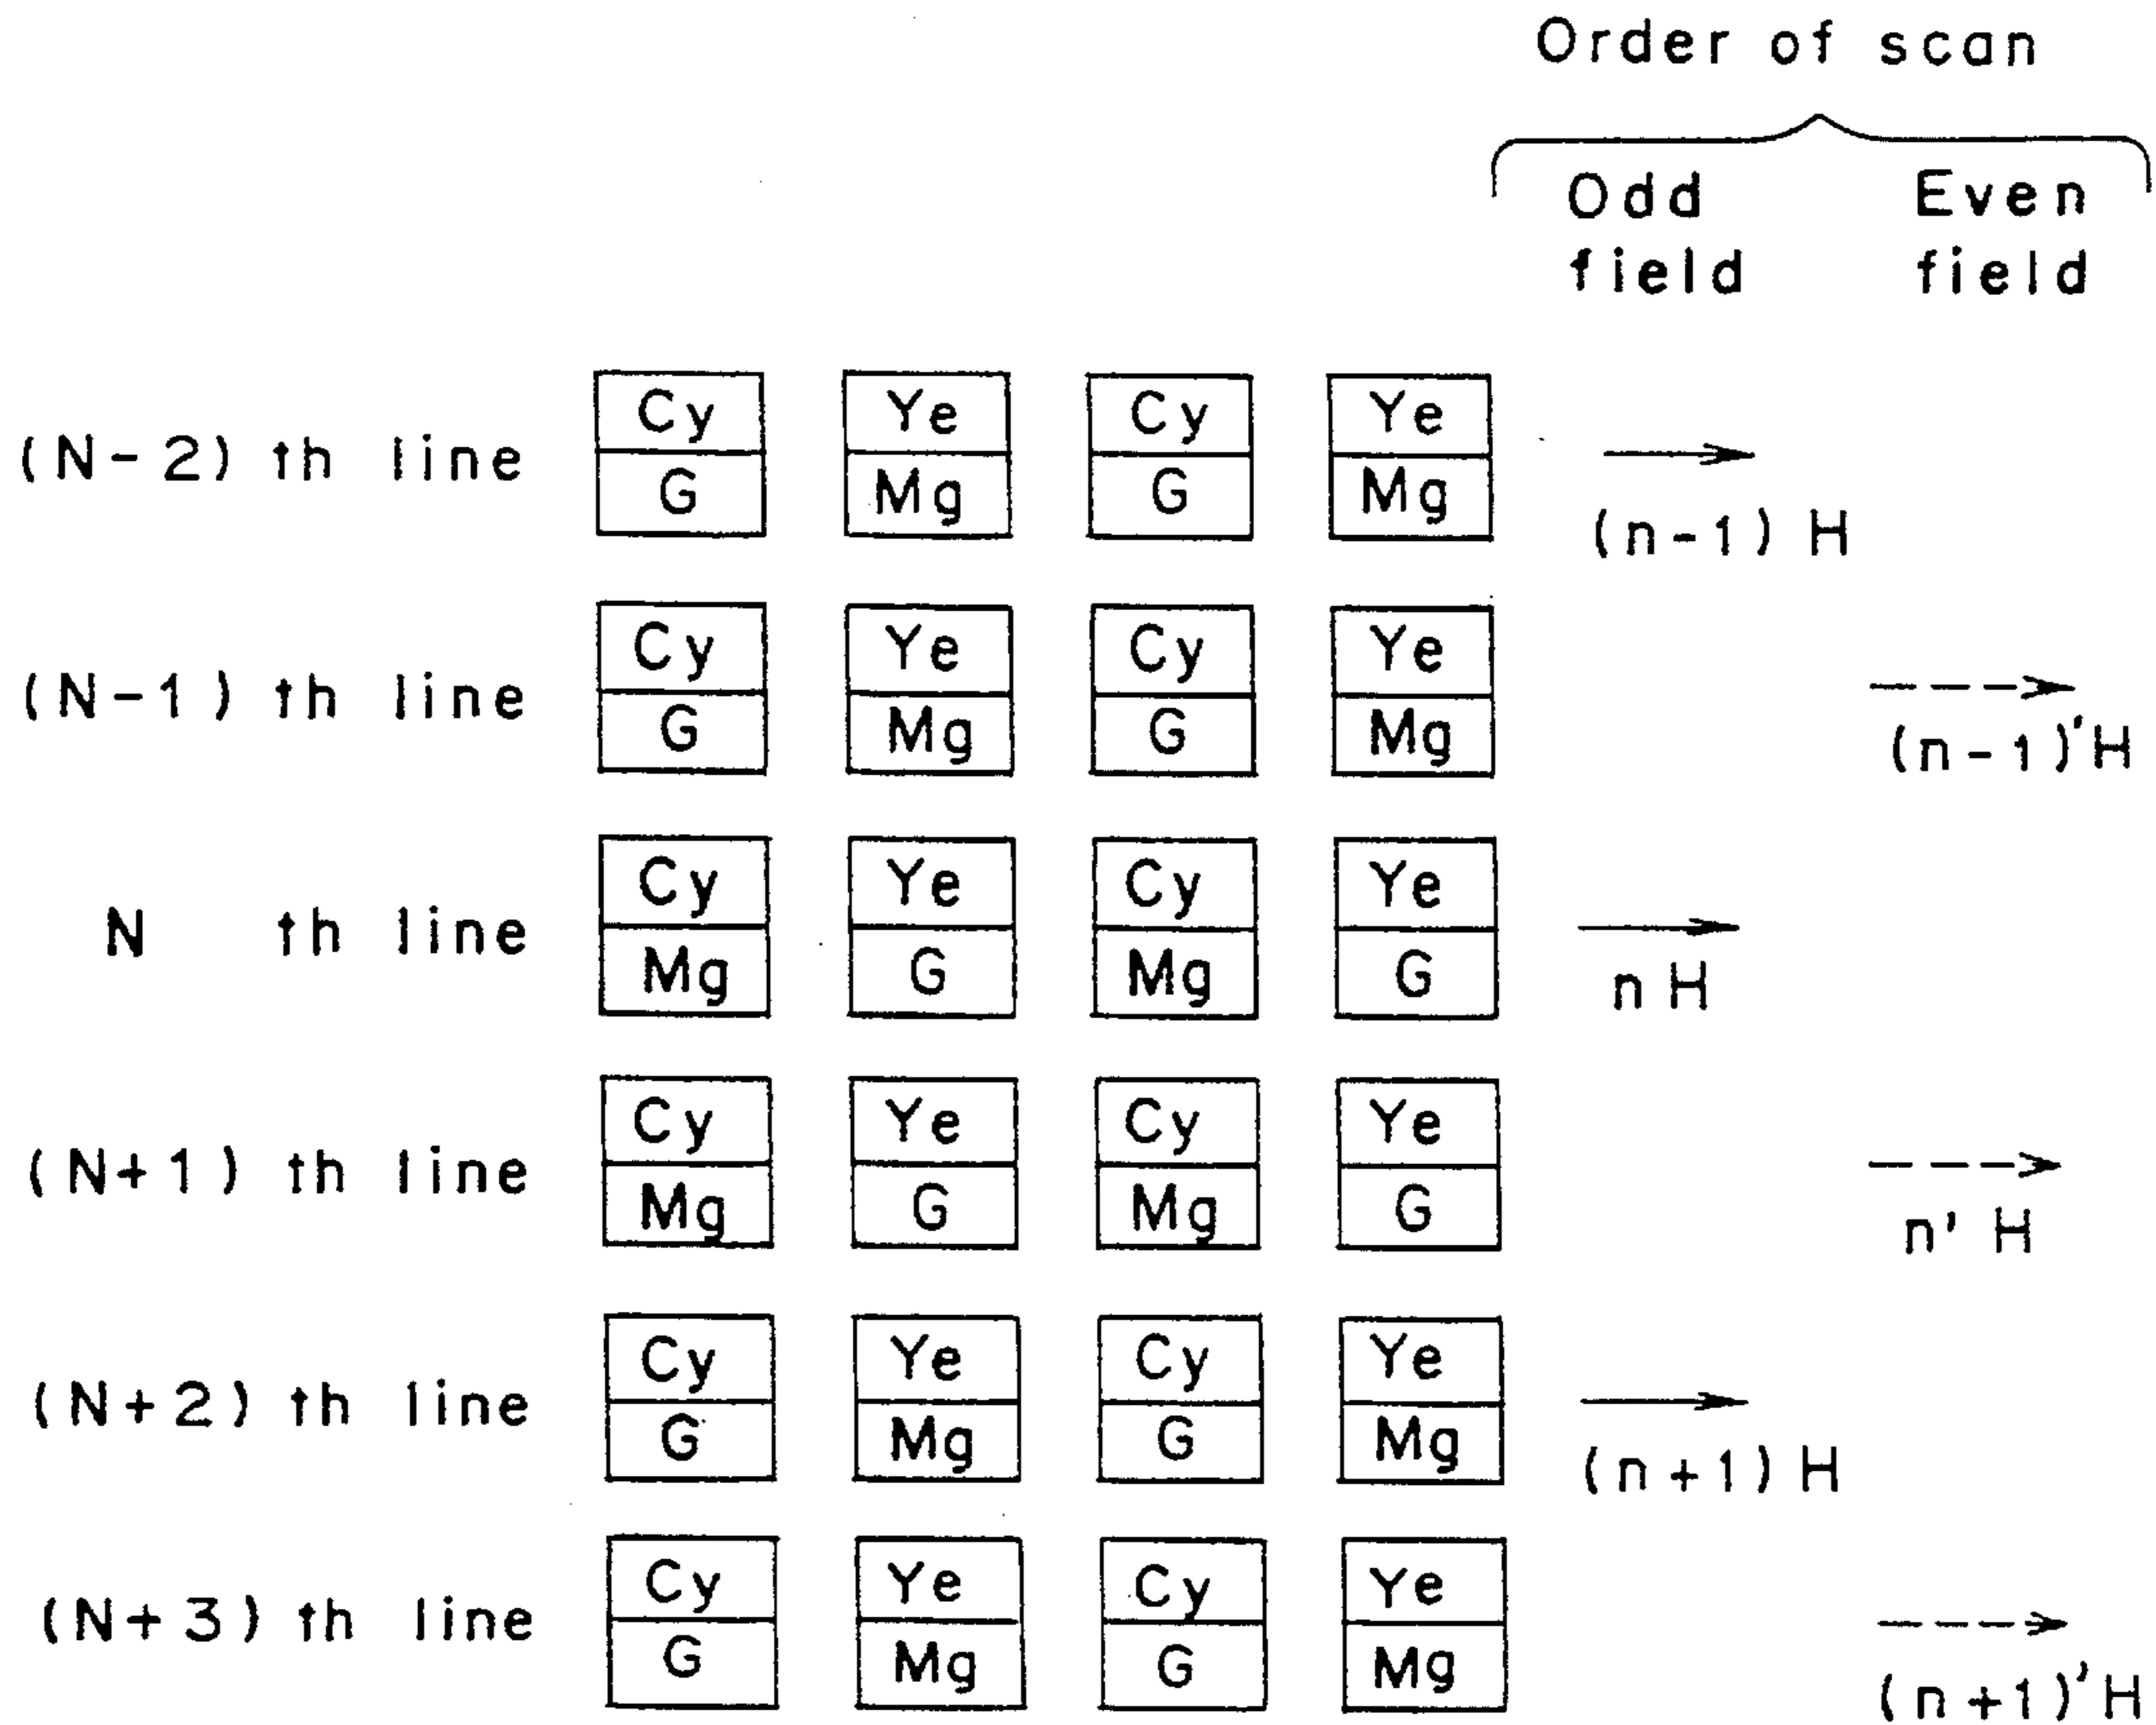 Order of scan
Odd Even
field field
Cy Ye Cy Ye
(N-2) th line
G Mg G Mg
(n-1) H
Cy Ye Cy Ye
(N-1) th line
G Mg G Mg
(n-1)'H
Cy Ye Cy Ye
N th line
Mg G Mg G
n H
Cy Ye Cy Ye
(N+1) th line
Mg G Mg G
n' H
Cy Ye Cy Ye
(N+2) th line
G Mg G Mg
(n+1) H
Cy Ye Cy Ye
(N+3) th line
G Mg G Mg
(n+1)'H